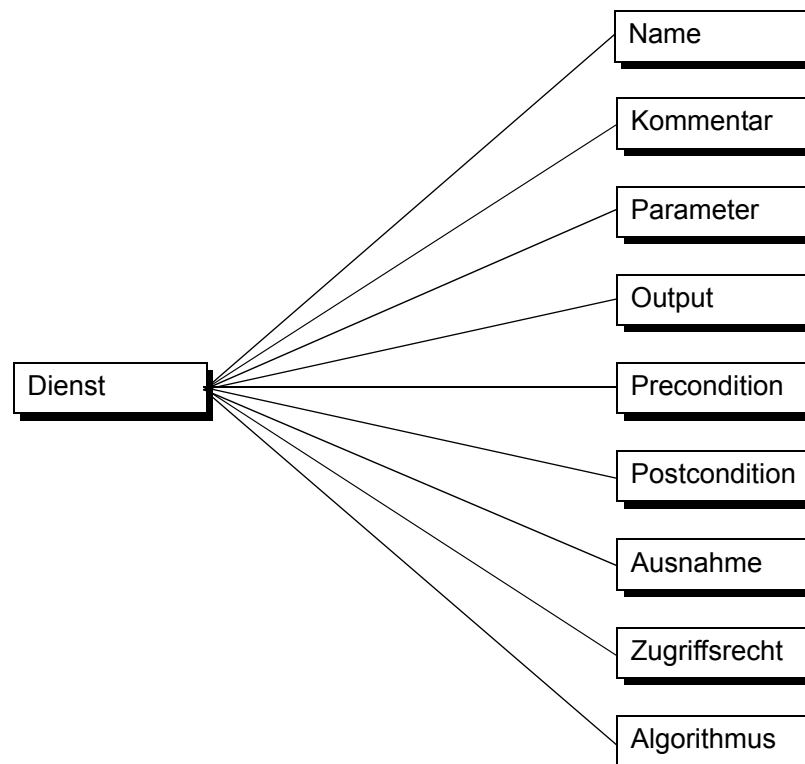 Name
Kommentar
Parameter
Output
Dienst
Precondition
Postcondition
Ausnahme
Zugriffsrecht
Algorithmus